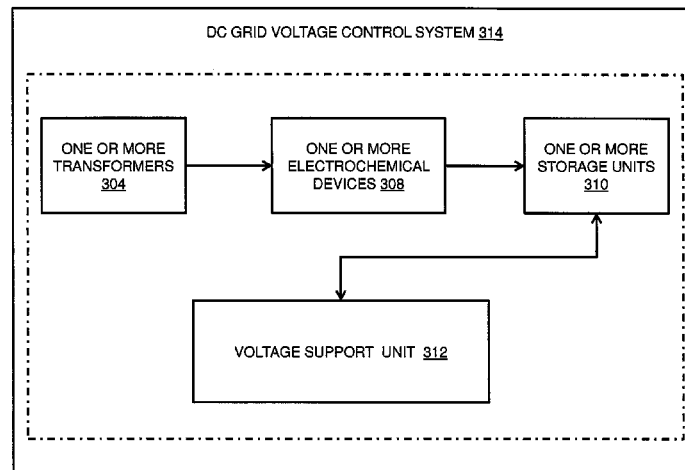 DC GRID VOLTAGE CONTROL SYSTEM 314
ONE OR MORE
TRANSFORMERS
304
ONE OR MORE
ELECTROCHEMICAL
DEVICES 308
ONE OR MORE
STORAGE UNITS
310
VOLTAGE SUPPORT UNIT 312